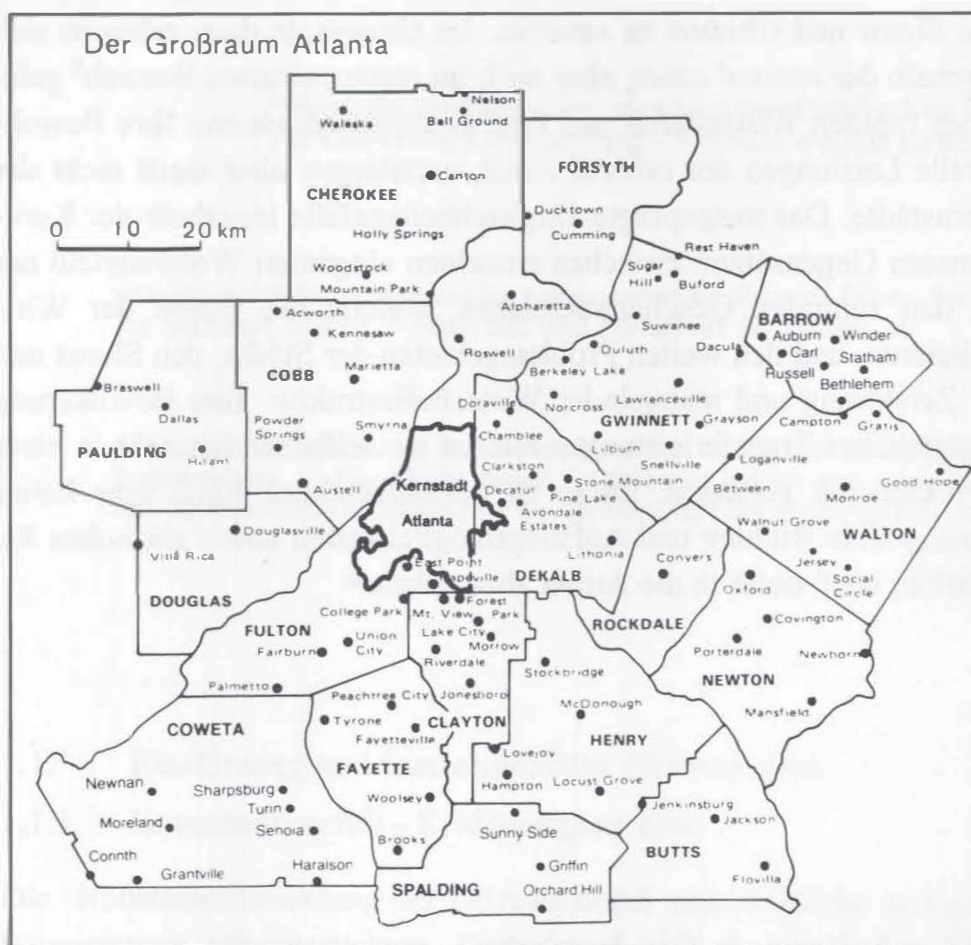 Der Großraum Atlanta
Nelson
Waleska
Ball Ground
FORSYTH
Canton
CHEROKEE
Ducktown
0 10 20 km
Holly Springs
Cumming
Rest Haven
Woodstock
Sugar Hill
Buford
Mountain Park
Alpharetta
Acworth
Suwanee
BARROW
Kennesaw
Auburn
Winder
Roswell
Duluth
Dacula
Carl
Statham
COBB
Berkeley Lake
Russell
Marietta
Bethlehem
Braswell
Doraville
Lawrenceville
Dallas
Norcross
Grayson
Campton
Gratis
Powder Springs
Smyrna
Chamblee
GWINNETT
PAULDING
Lilburn
Loganville
Hiram
Clarkston
Snellville
Good Hope
Kernstadt
Stone Mountain
Between
Monroe
Austell
Decatur
Pine Lake
Atlanta
Avondale Estates
Walnut Grove
WALTON
Douglasville
Villa Rica
Lithonia
Conyers
Jersey
East Point
DEKALB
Social Circle
DOUGLAS
Hapeville
Oxford
College Park
Mt. View
Forest Park
ROCKDALE
Covington
FULTON
Union City
Lake City
Morrow
Fairburn
Riverdale
Porterdale
Newborn
Stockbridge
NEWTON
Palmetto
Peachtree City
Jonesboro
McDonough
Mansfield
COWETA
Tyrone
CLAYTON
HENRY
Fayetteville
Lovejoy
FAYETTE
Newnan
Sharpsburg
Hampton
Locust Grove
Woolsey
Jenkinsburg
Moreland
Turin
Jackson
Senoia
Sunny Side
Brooks
BUTTS
Corinth
Haralson
Griffin
Grantville
Flovilla
SPALDING
Orchard Hill